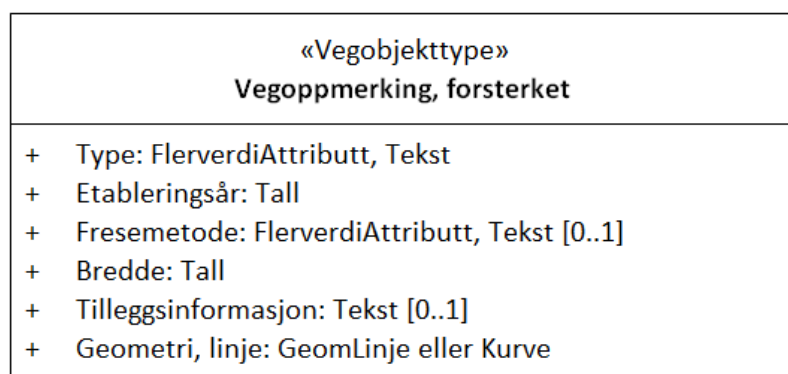 «Vegobjekttype»
Vegoppmerking, forsterket
+ Type: FlerverdiAttributt, Tekst
+ Etableringsår: Tall
+ Fresemetode: FlerverdiAttributt, Tekst [0..1]
+ Bredde: Tall
+ Tilleggsinformasjon: Tekst [0..1]
+ Geometri, linje: GeomLinje eller Kurve